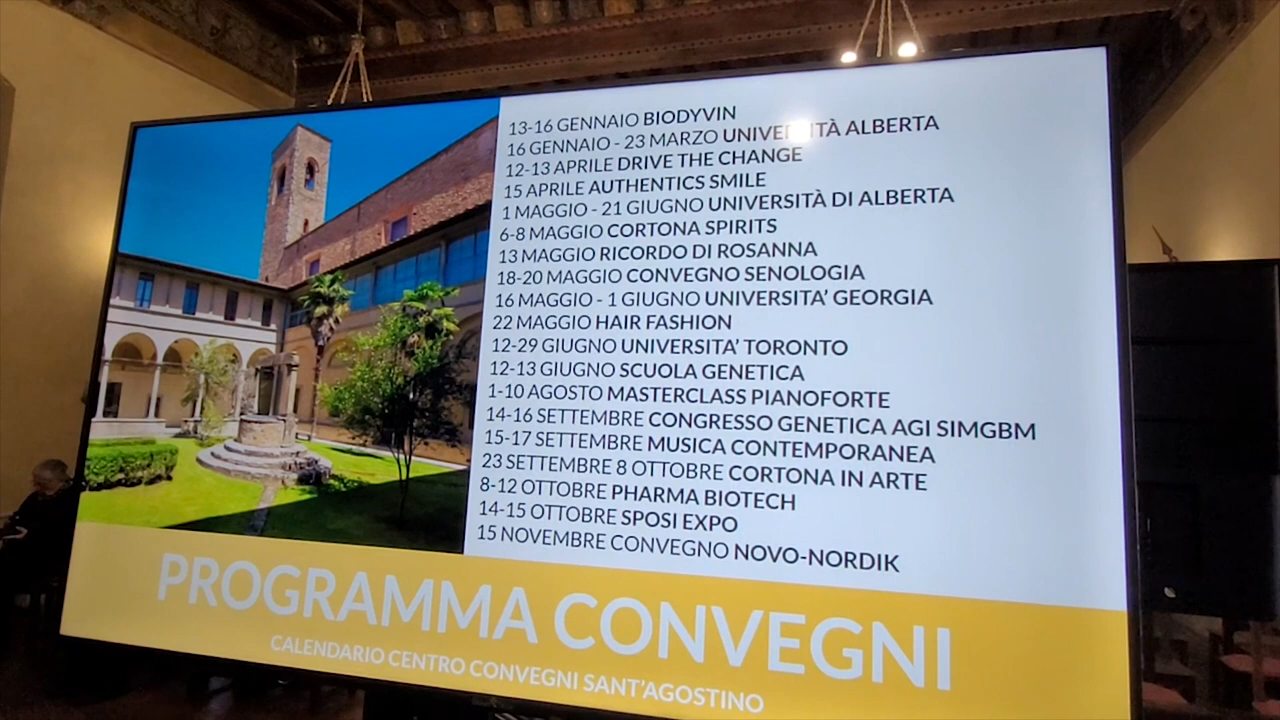 13-16 GENNAIO BIODYVIN
16 GENNAIO - 23 MARZO UNIVERSITÀ ALBERTA
12-13 APRILE DRIVE THE CHANGE
15 APRILE AUTHENTICS SMILE
1 MAGGIO - 21 GIUGNO UNIVERSITÀ DI ALBERTA
6-8 MAGGIO CORTONA SPIRITS
13 MAGGIO RICORDO DI ROSANNA
18-20 MAGGIO CONVEGNO SENOLOGIA
16 MAGGIO - 1 GIUGNO UNIVERSITA' GEORGIA
22 MAGGIO HAIR FASHION
12-29 GIUGNO UNIVERSITA' TORONTO
12-13 GIUGNO SCUOLA GENETICA
1-10 AGOSTO MASTERCLASS PIANOFORTE
14-16 SETTEMBRE CONGRESSO GENETICA AGI SIMGBM
15-17 SETTEMBRE MUSICA CONTEMPORANEA
23 SETTEMBRE 8 OTTOBRE CORTONA IN ARTE
8-12 OTTOBRE PHARMA BIOTECH
14-15 OTTOBRE SPOSI EXPO
15 NOVEMBRE CONVEGNO NOVO-NORDIK
PROGRAMMA CONVEGNI
CALENDARIO CENTRO CONVEGNI SANT'AGOSTINO